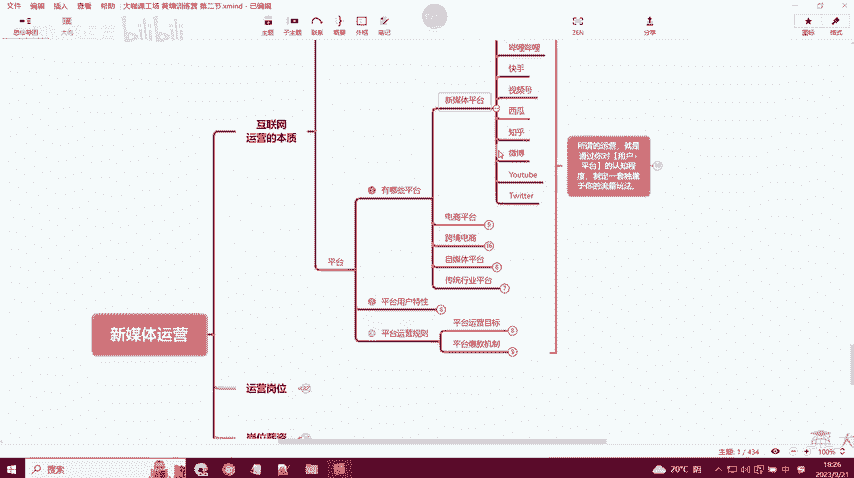 文件 编辑 插入 查看 帮助
大咖源工场 黄埔训练营 第二节.xmind - 已编辑
思维导图 大纲
bilibili
主题 子主题 联系 概要 外框 笔记
ZEN
分享
图标 格式
哔哩哔哩
快手
视频号
西瓜
知乎
微博
Youtube
Twitter
新媒体平台
所谓的运营，就是
通过你对【用户+
平台】的认知程
度，制定一套独属
于你的流量玩法。
互联网
运营的本质
有哪些平台
电商平台
跨境电商
自媒体平台
传统行业平台
平台
平台用户特性
平台运营规则
平台运营目标
平台爆款机制
新媒体运营
运营岗位
岗位薪资
主题: 1 / 434
100%
搜索
20°C 阴
中
18:26
2023/9/21